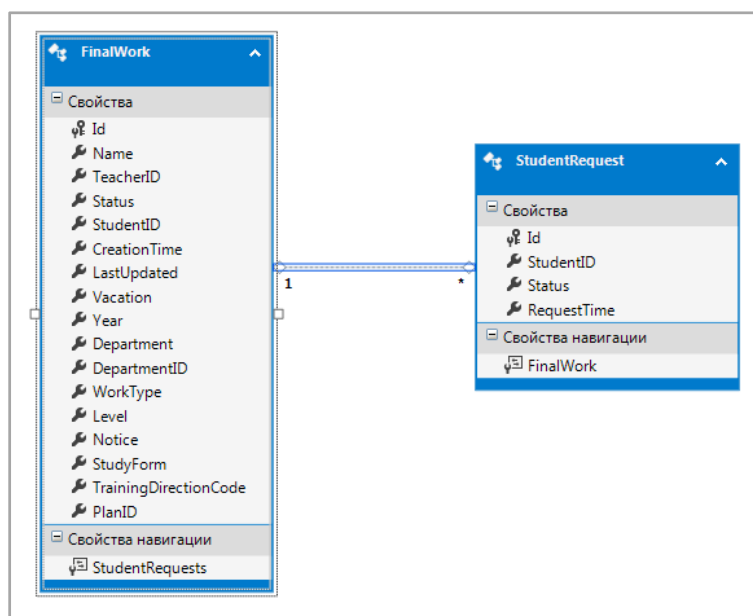 FinalWork
Свойства
Id
Name
TeacherID
Status
StudentID
CreationTime
LastUpdated
Vacation
Year
Department
DepartmentID
WorkType
Level
Notice
StudyForm
TrainingDirectionCode
PlanID
Свойства навигации
StudentRequests
1
*
StudentRequest
Свойства
Id
StudentID
Status
RequestTime
Свойства навигации
FinalWork